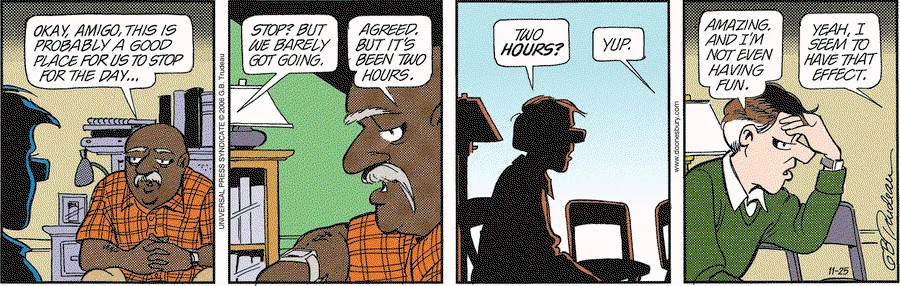 OKAY, AMIGO, THIS IS
PROBABLY A GOOD
PLACE FOR US TO STOP
FOR THE DAY...
UNIVERSAL PRESS SYNDICATE © 2006 G.B. Trudeau
STOP? BUT
WE BARELY
GOT GOING.
AGREED.
BUT IT'S
BEEN TWO
HOURS.
TWO
HOURS?
YUP.
www.doonesbury.com
AMAZING.
AND I'M
NOT EVEN
HAVING
FUN.
YEAH, I
SEEM TO
HAVE THAT
EFFECT.
GBTrudeau
11-25